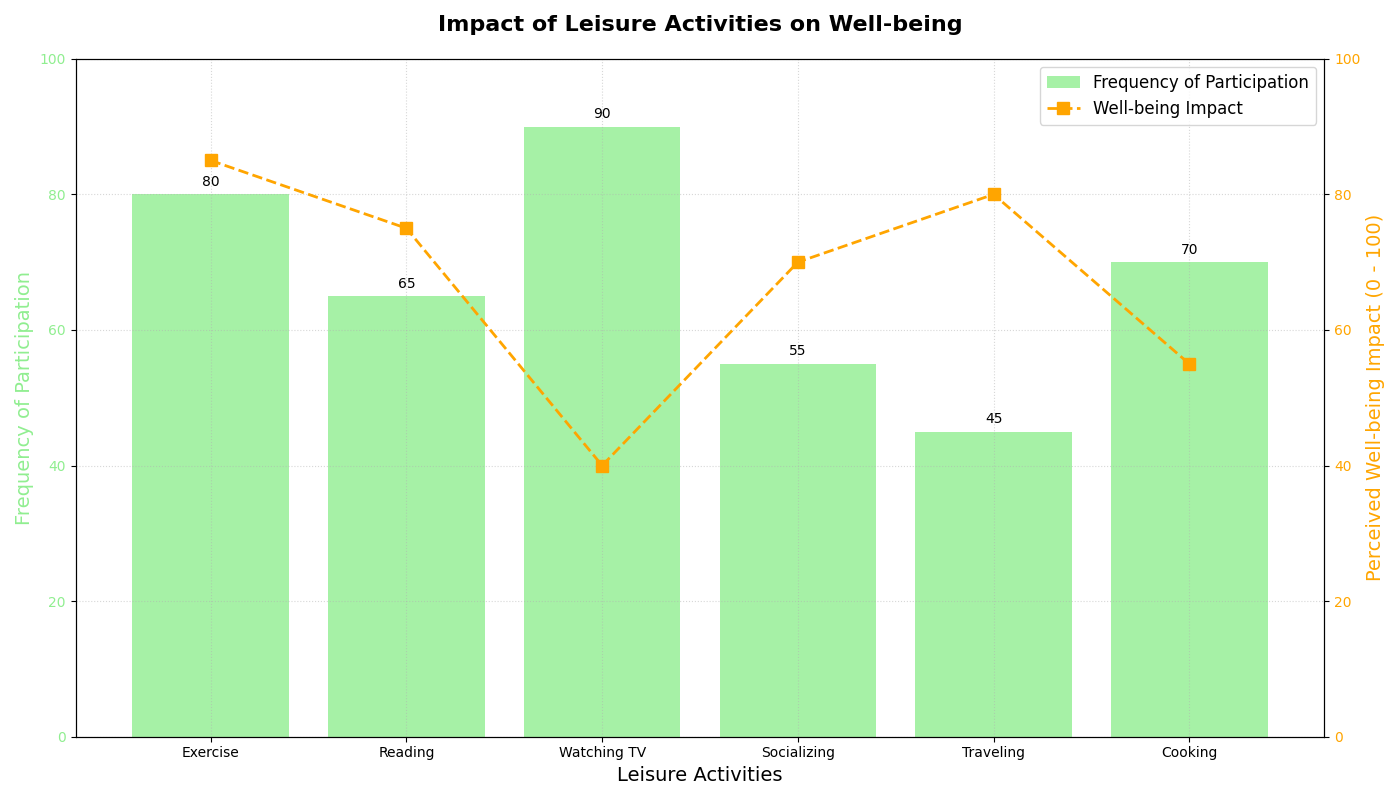 Impact of Leisure Activities on Well-being
Frequency of Participation
Well-being Impact
100
80
60
40
20
0
Frequency of Participation
80
65
90
55
45
70
100
80
60
40
20
0
Perceived Well-being Impact (0 - 100)
Exercise
Reading
Watching TV
Socializing
Traveling
Cooking
Leisure Activities